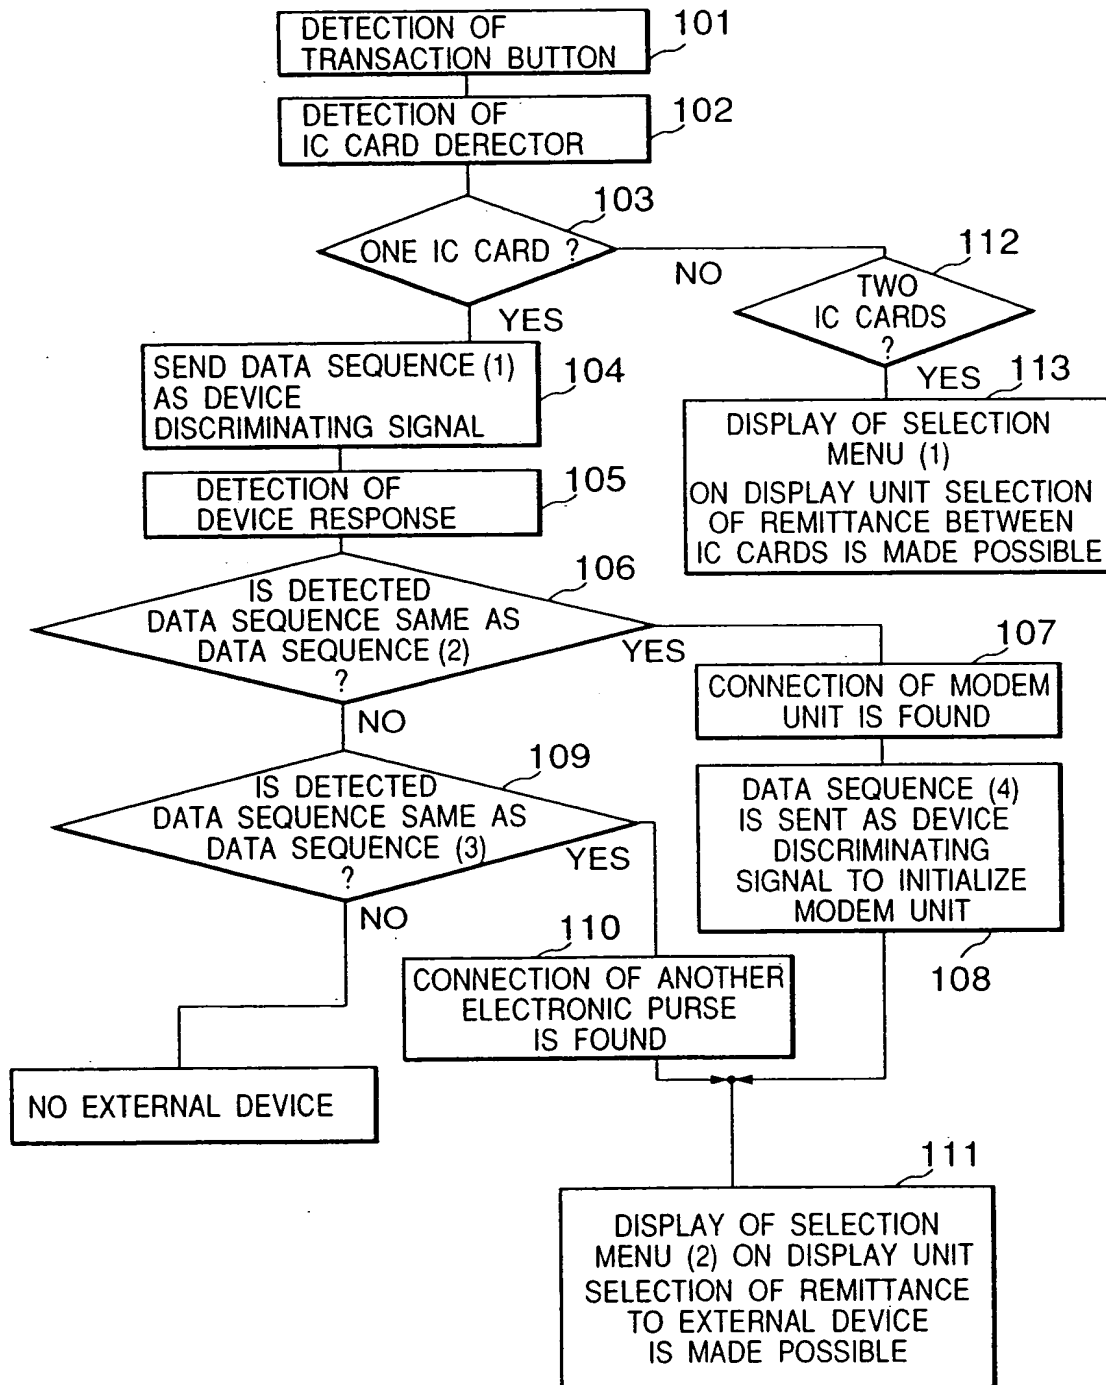 DETECTION OF
TRANSACTION BUTTON
101
DETECTION OF
IC CARD DERECTOR
102
103
ONE IC CARD ?
NO
YES
112
TWO
IC CARDS
?
YES
113
SEND DATA SEQUENCE (1)
AS DEVICE
DISCRIMINATING SIGNAL
104
DISPLAY OF SELECTION
MENU (1)
ON DISPLAY UNIT SELECTION
OF REMITTANCE BETWEEN
IC CARDS IS MADE POSSIBLE
DETECTION OF
DEVICE RESPONSE
105
106
IS DETECTED
DATA SEQUENCE SAME AS
DATA SEQUENCE (2)
?
YES
NO
107
CONNECTION OF MODEM
UNIT IS FOUND
109
IS DETECTED
DATA SEQUENCE SAME AS
DATA SEQUENCE (3)
?
YES
NO
DATA SEQUENCE (4)
IS SENT AS DEVICE
DISCRIMINATING
SIGNAL TO INITIALIZE
MODEM UNIT
108
110
CONNECTION OF ANOTHER
ELECTRONIC PURSE
IS FOUND
NO EXTERNAL DEVICE
111
DISPLAY OF SELECTION
MENU (2) ON DISPLAY UNIT
SELECTION OF REMITTANCE
TO EXTERNAL DEVICE
IS MADE POSSIBLE